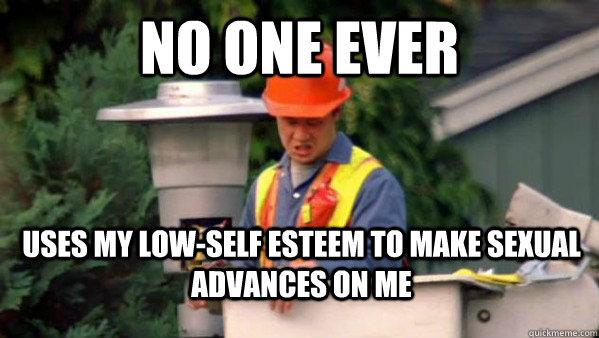 NO ONE EVER
USES MY LOW-SELF ESTEEM TO MAKE SEXUAL
ADVANCES ON ME
quickmeme.com